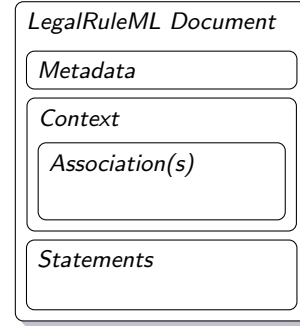 LegalRuleML Document
Metadata
Context
Association(s)
Statements